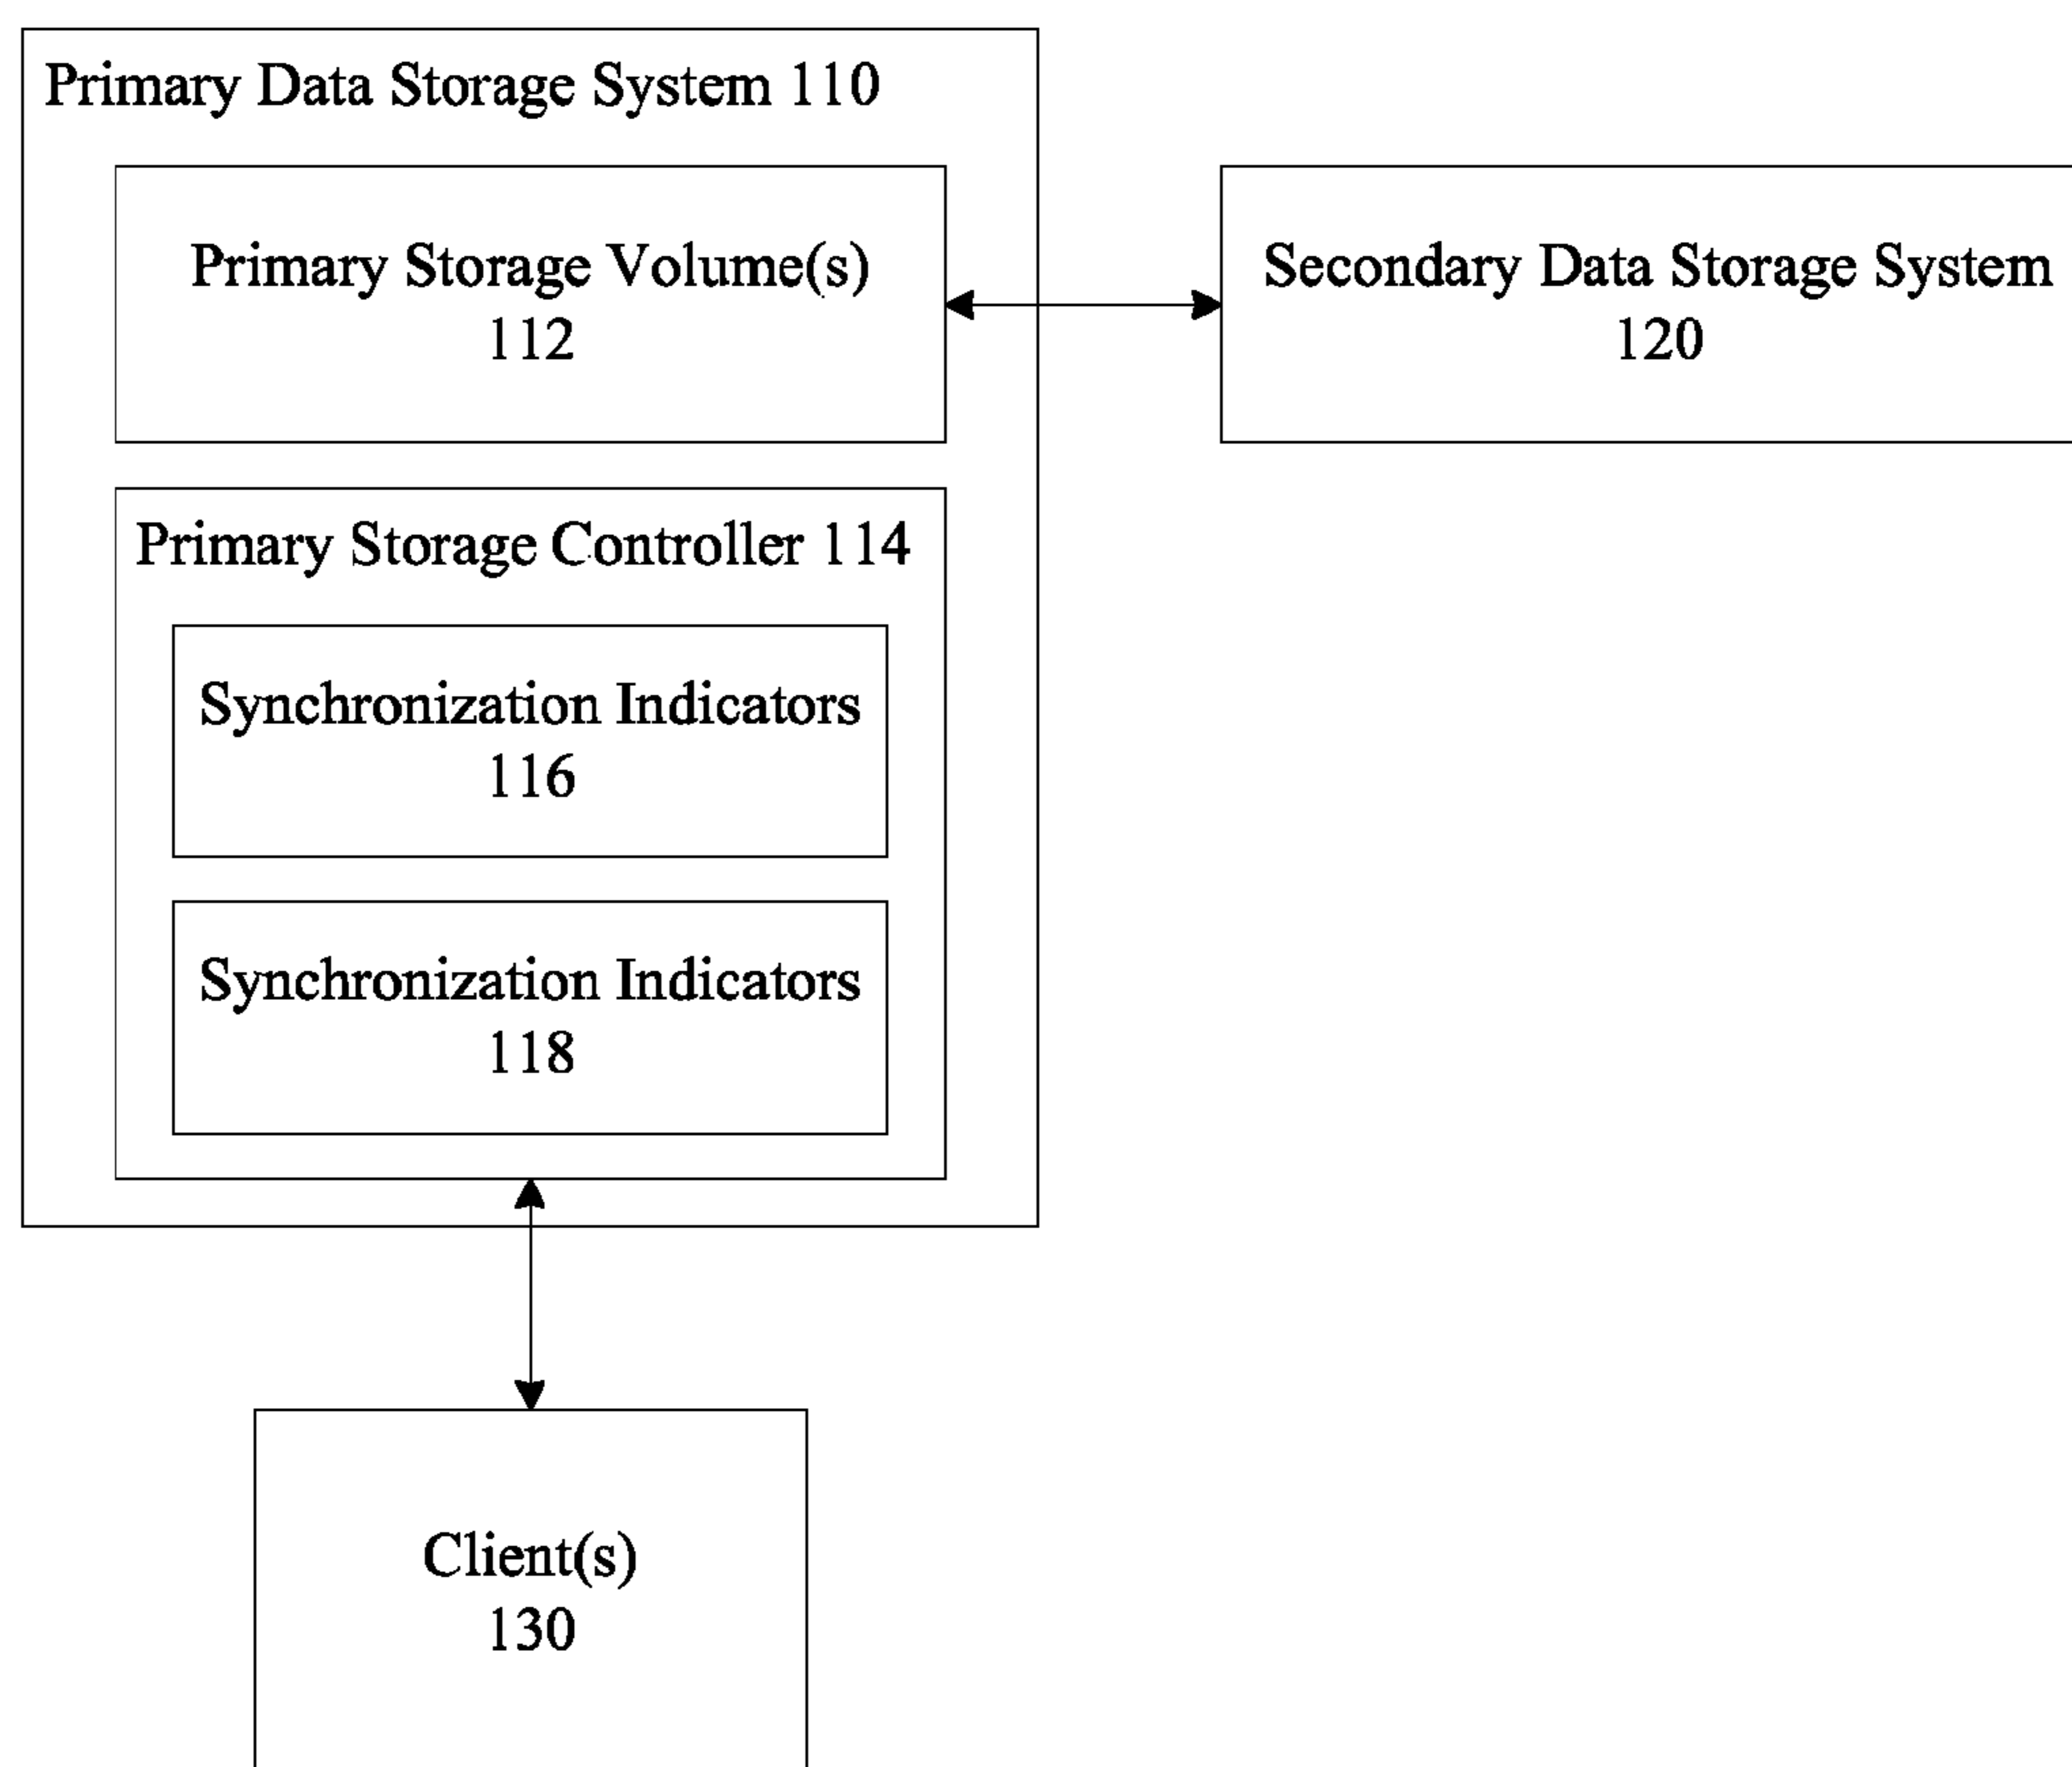 Primary Data Storage System 110
Primary Storage Volume(s)
112
Secondary Data Storage System
120
Primary Storage Controller 114
Synchronization Indicators
116
Synchronization Indicators
118
Client(s)
130